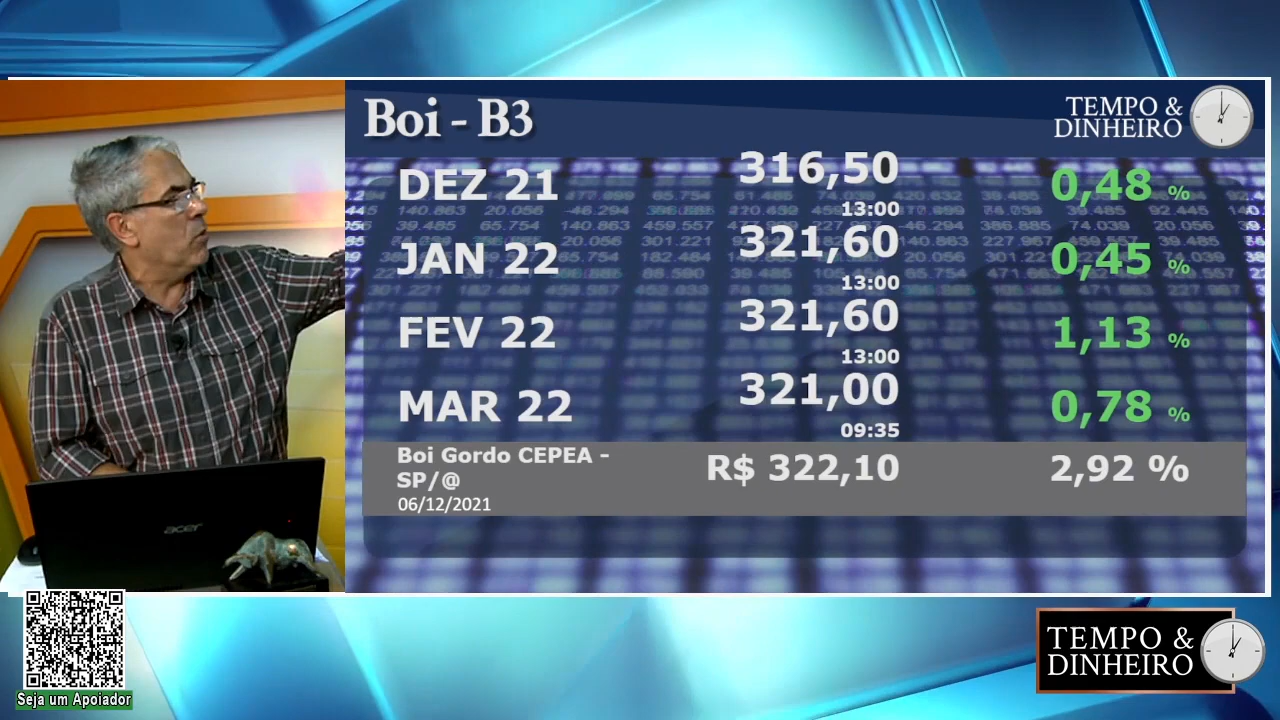 Boi - B3
TEMPO &
DINHEIRO
DEZ 21 316,50 0,48 %
13:00
JAN 22 321,60 0,45 %
13:00
FEV 22 321,60 1,13 %
13:00
MAR 22 321,00 0,78 %
09:35
Boi Gordo CEPEA -
SP/@
R$ 322,10 2,92 %
06/12/2021
acer
Seja um Apoiador
TEMPO &
DINHEIRO